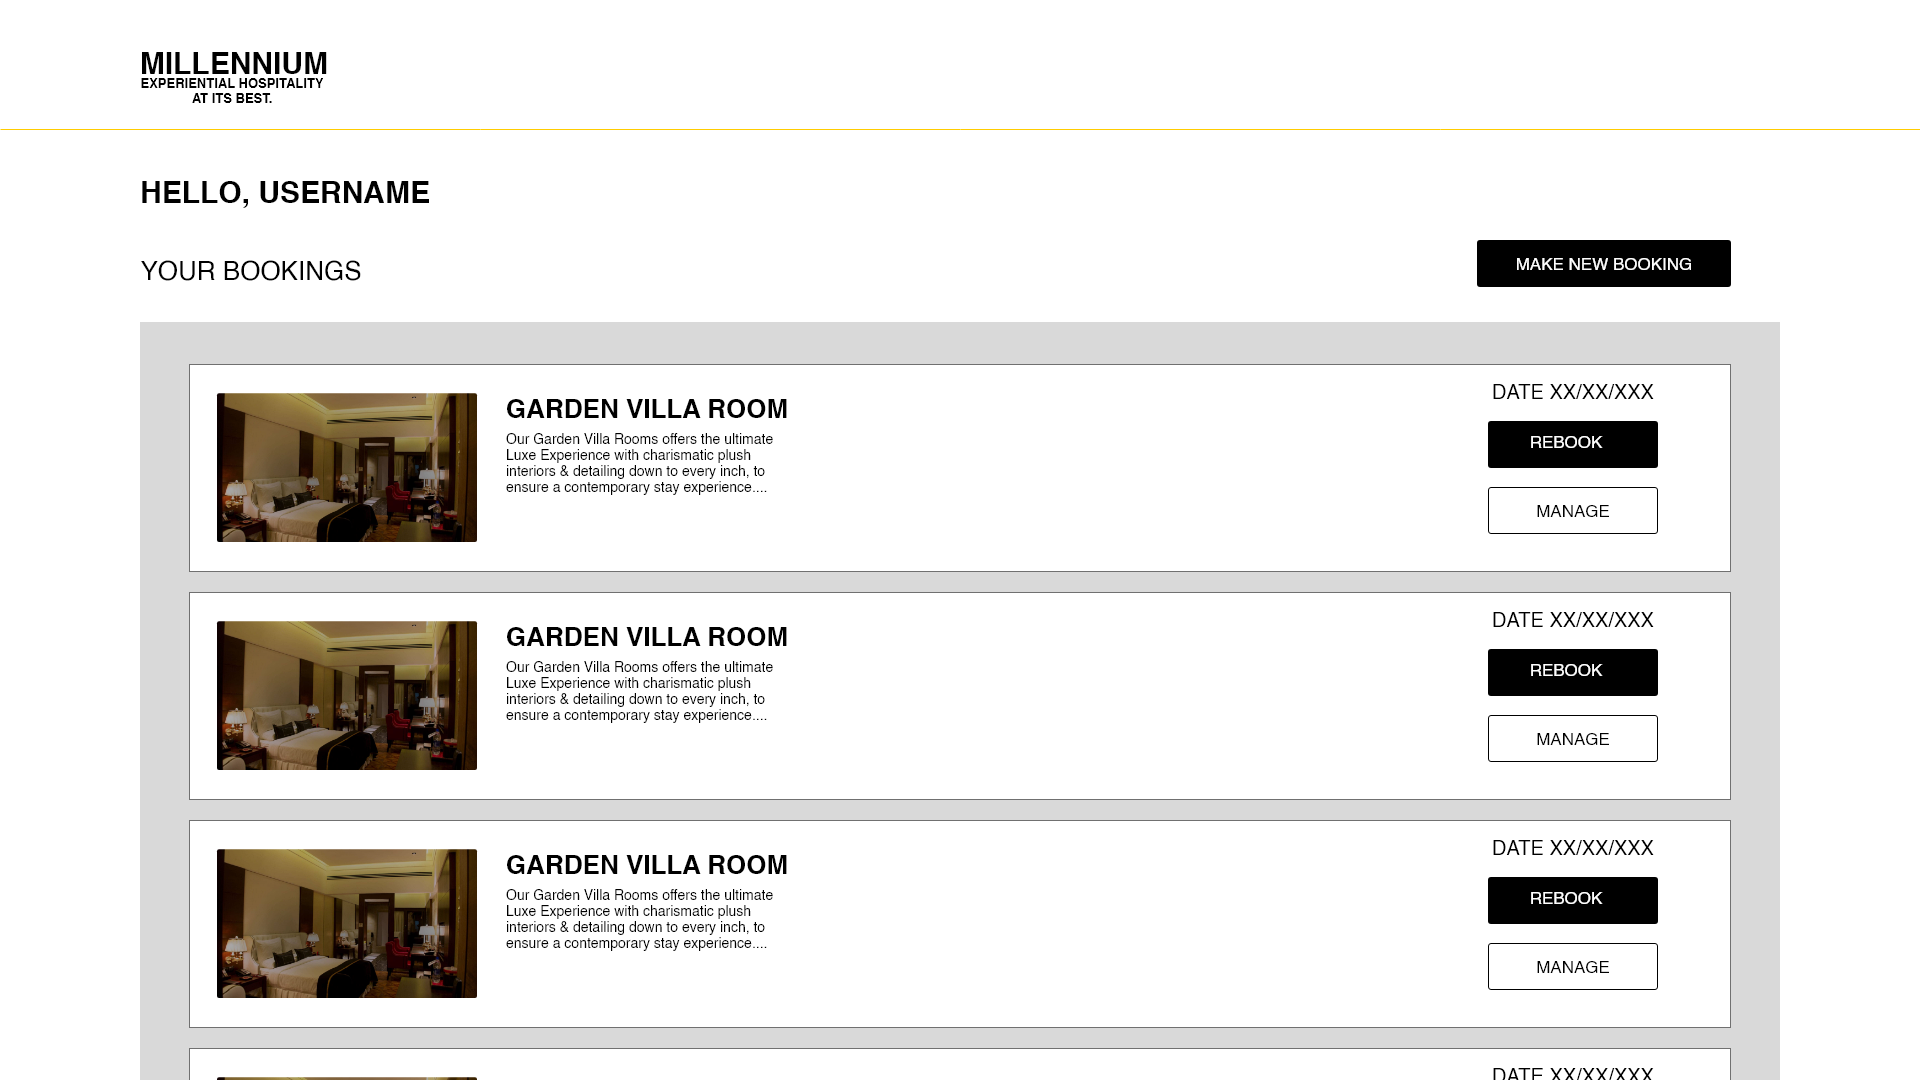 MILLENNIUM
EXPERIENTIAL HOSPITALITY
AT ITS BEST.
HELLO, USERNAME
YOUR BOOKINGS
MAKE NEW BOOKING
GARDEN VILLA ROOM
Our Garden Villa Rooms offers the ultimate
Luxe Experience with charismatic plush
interiors & detailing down to every inch, to
ensure a contemporary stay experience....
DATE XX/XX/XXX
REBOOK
MANAGE
GARDEN VILLA ROOM
Our Garden Villa Rooms offers the ultimate
Luxe Experience with charismatic plush
interiors & detailing down to every inch, to
ensure a contemporary stay experience....
DATE XX/XX/XXX
REBOOK
MANAGE
GARDEN VILLA ROOM
Our Garden Villa Rooms offers the ultimate
Luxe Experience with charismatic plush
interiors & detailing down to every inch, to
ensure a contemporary stay experience....
DATE XX/XX/XXX
REBOOK
MANAGE
DATE XX/XX/XXX